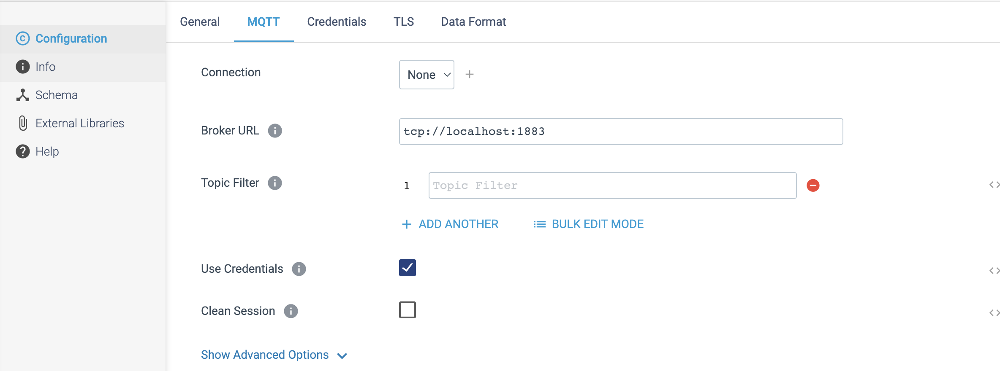 Configuration
Info
Schema
External Libraries
Help
General MQTT Credentials TLS Data Format
Connection None
Broker URL tcp://localhost:1883
Topic Filter 1 Topic Filter
ADD ANOTHER BULK EDIT MODE
Use Credentials
Clean Session
Show Advanced Options